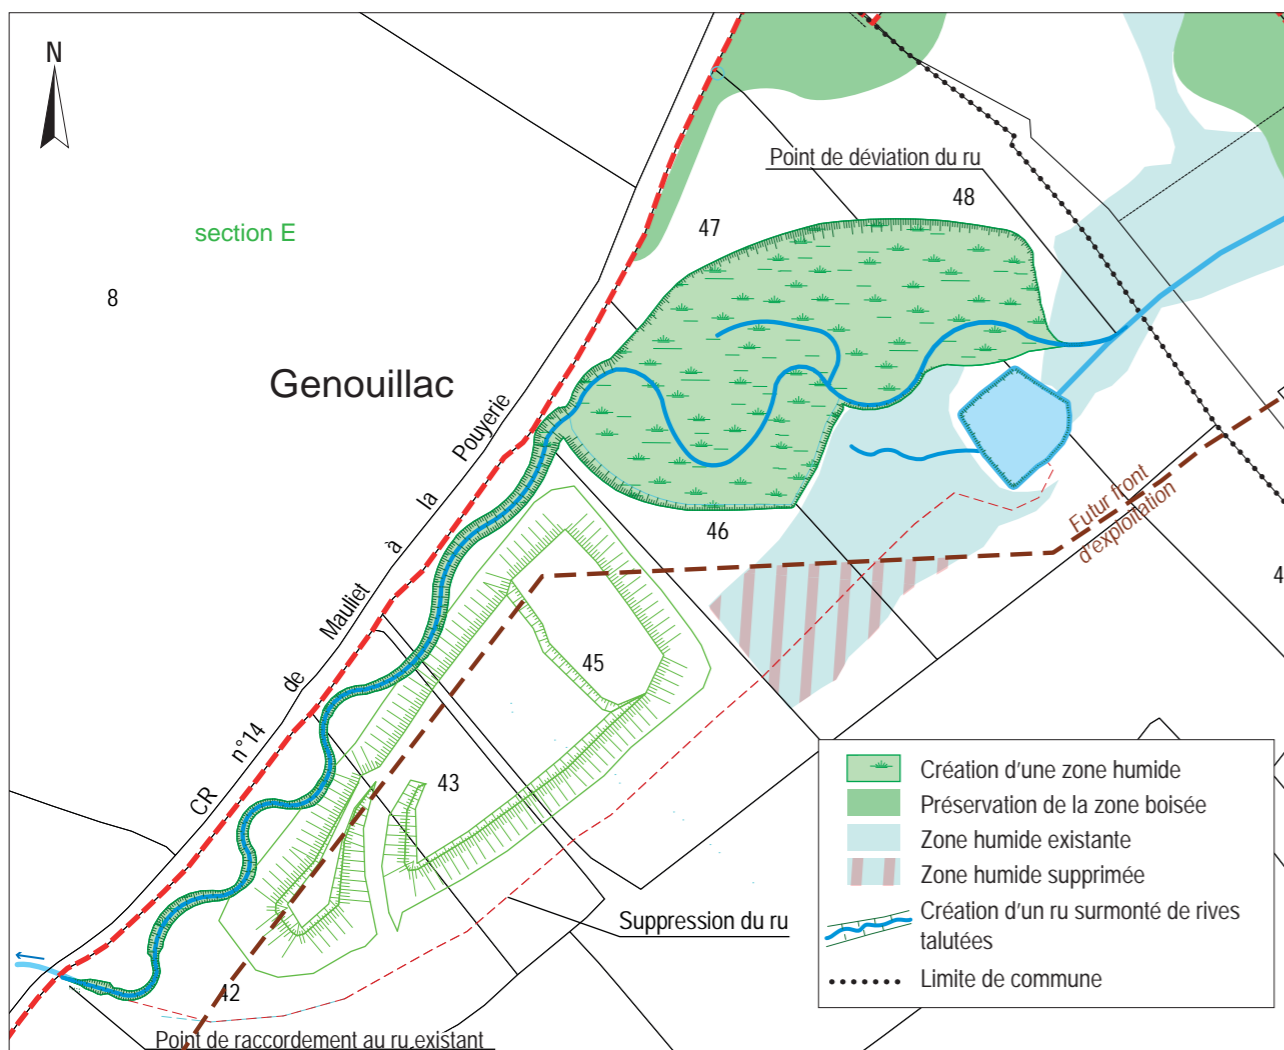 N
Point de déviation du ru
48
47
section E
8
Genouillac
CR n°14 de Mauliet à la Pouyerie
46
Futur front
d'exploitation
4
45
43
42
Suppression du ru
Point de raccordement au ru existant
Création d'une zone humide
Préservation de la zone boisée
Zone humide existante
Zone humide supprimée
Création d'un ru surmonté de rives
talutées
Limite de commune